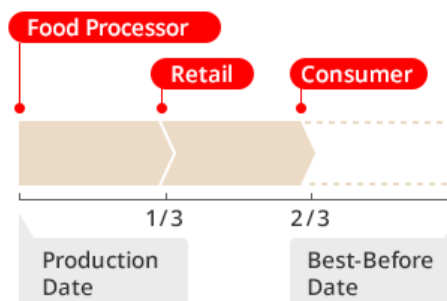 Food Processor
Retail
Consumer
1/3
2/3
Production
Date
Best-Before
Date